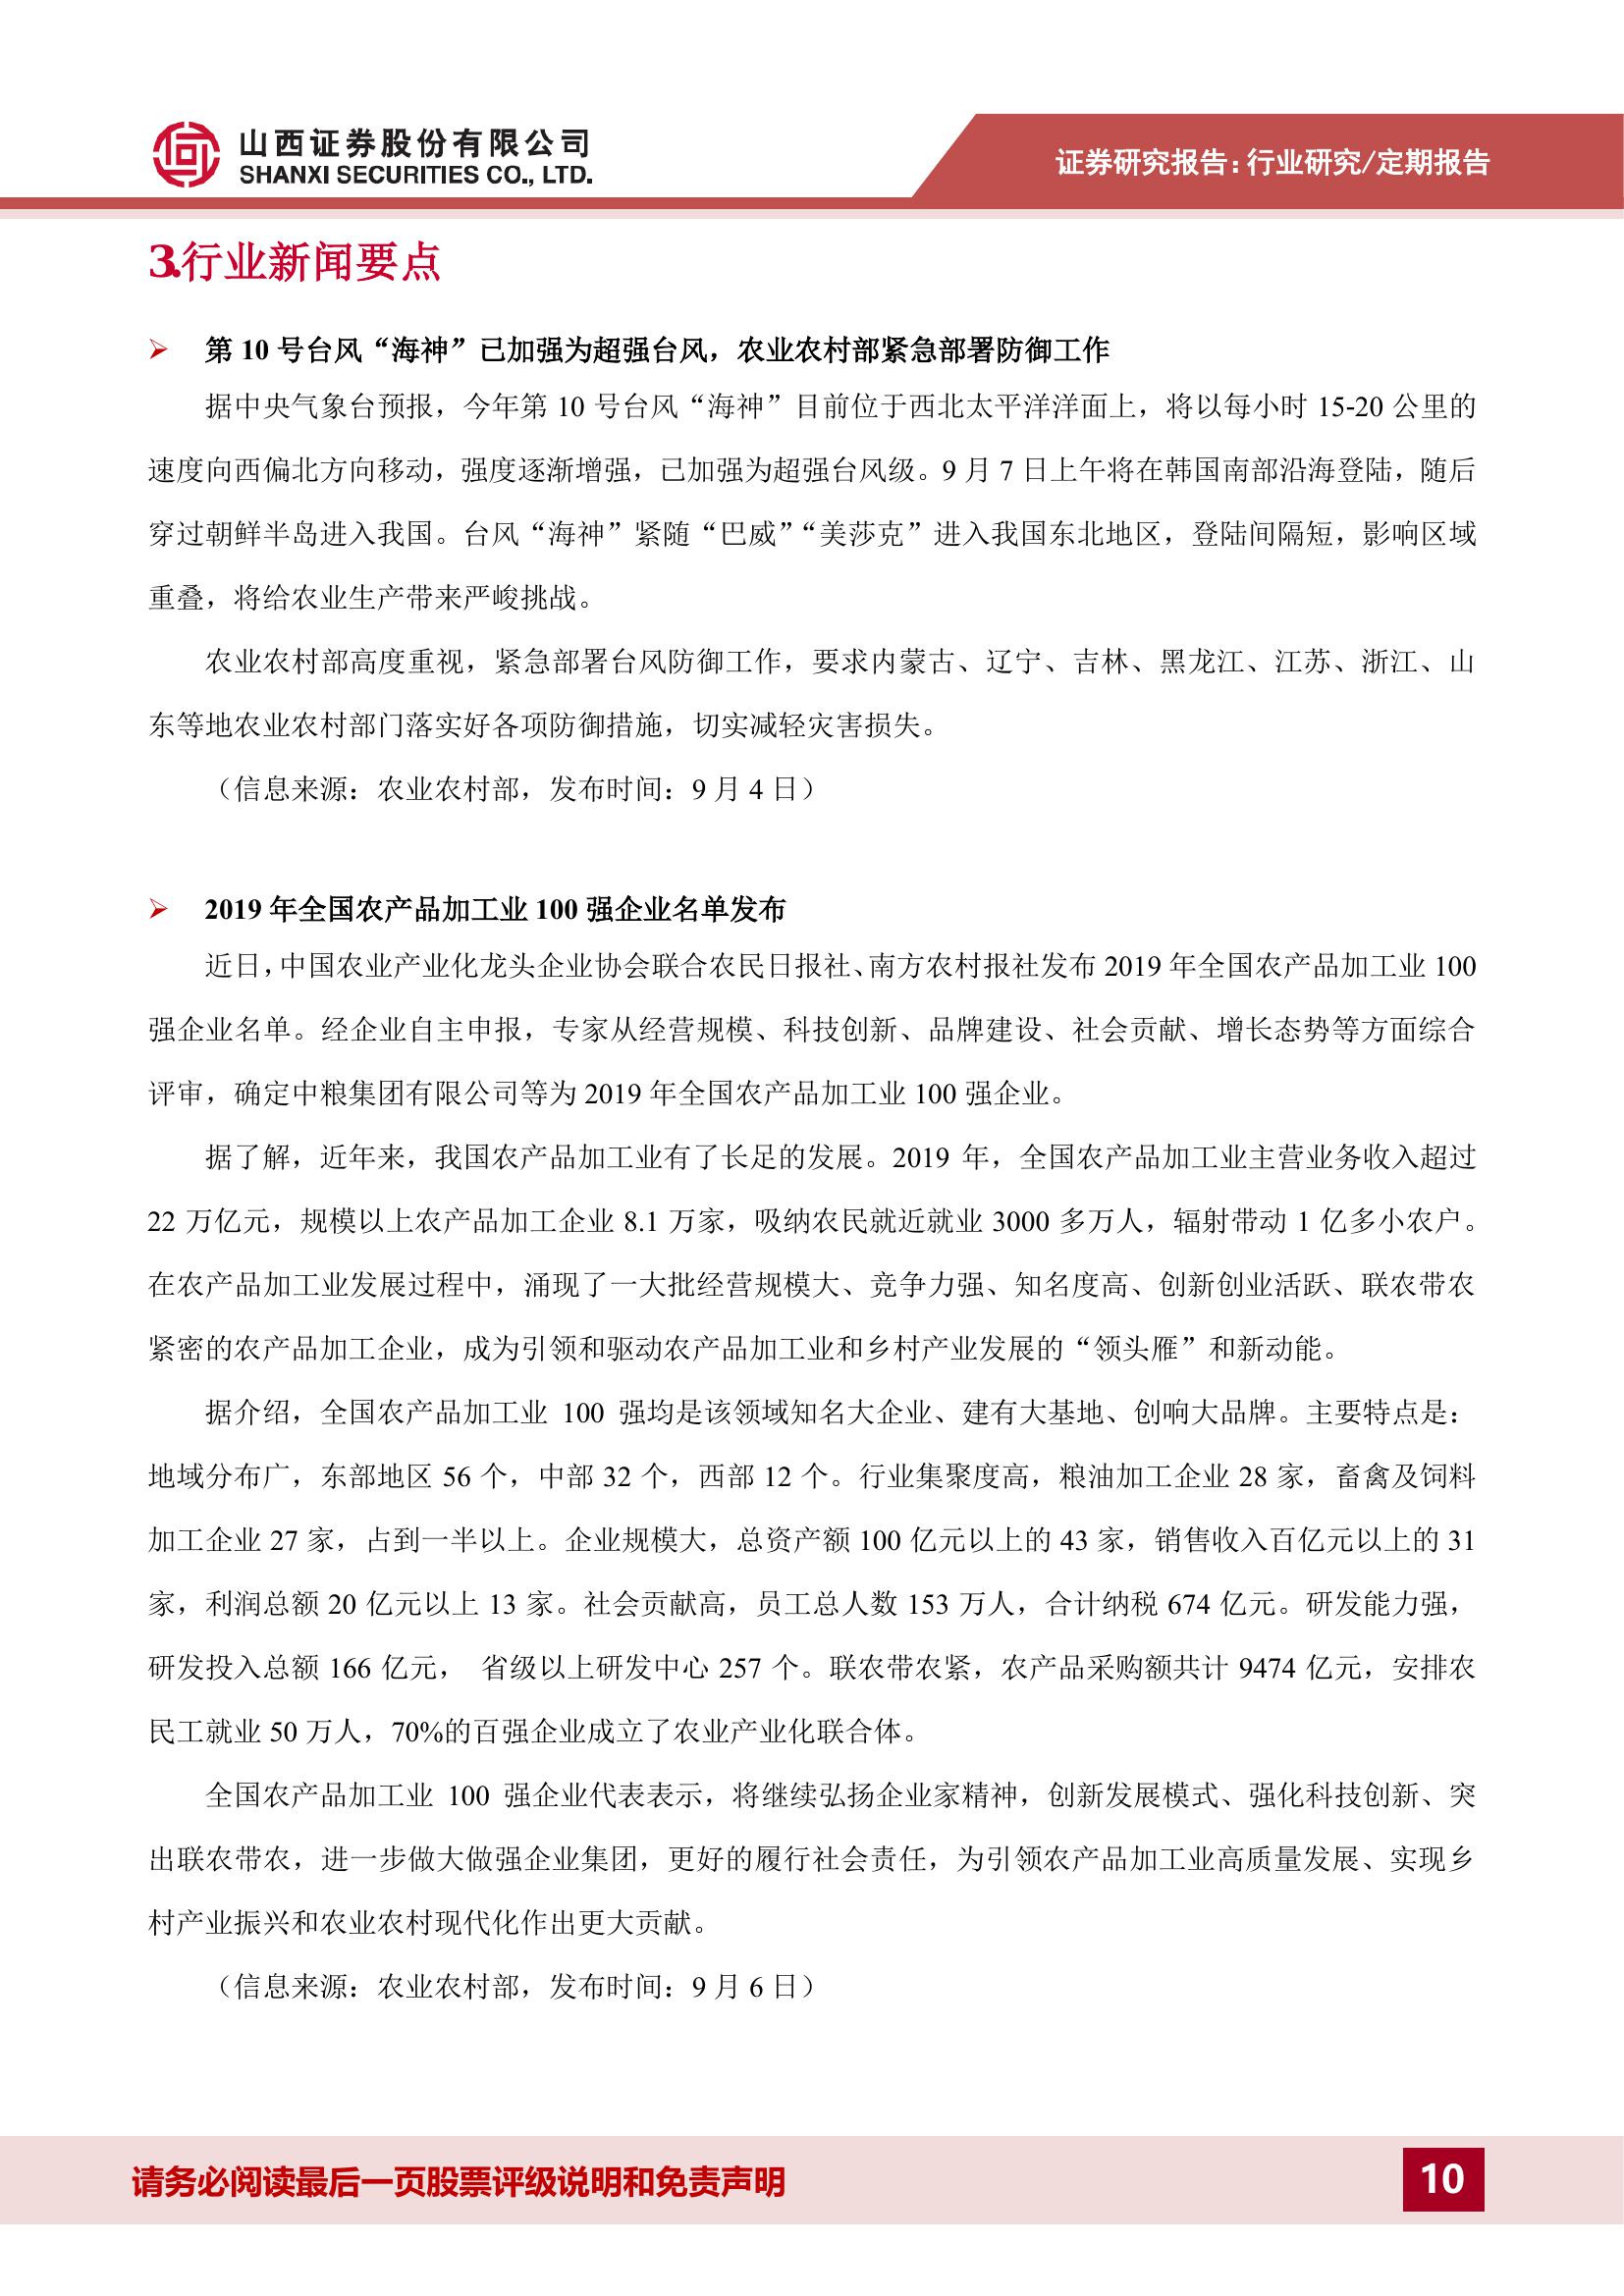 山西证券股份有限公司
SHANXI SECURITIES CO., LTD.
证券研究报告：行业研究/定期报告
3.行业新闻要点
第 10 号台风“海神”已加强为超强台风，农业农村部紧急部署防御工作
据中央气象台预报，今年第 10 号台风“海神”目前位于西北太平洋洋面上，将以每小时 15-20 公里的
速度向西偏北方向移动，强度逐渐增强，已加强为超强台风级。9 月 7 日上午将在韩国南部沿海登陆，随后
穿过朝鲜半岛进入我国。台风“海神”紧随“巴威”“美莎克”进入我国东北地区，登陆间隔短，影响区域
重叠，将给农业生产带来严峻挑战。
农业农村部高度重视，紧急部署台风防御工作，要求内蒙古、辽宁、吉林、黑龙江、江苏、浙江、山
东等地农业农村部门落实好各项防御措施，切实减轻灾害损失。
（信息来源：农业农村部，发布时间：9 月 4 日）
2019 年全国农产品加工业 100 强企业名单发布
近日，中国农业产业化龙头企业协会联合农民日报社、南方农村报社发布 2019 年全国农产品加工业 100
强企业名单。经企业自主申报，专家从经营规模、科技创新、品牌建设、社会贡献、增长态势等方面综合
评审，确定中粮集团有限公司等为 2019 年全国农产品加工业 100 强企业。
据了解，近年来，我国农产品加工业有了长足的发展。2019 年，全国农产品加工业主营业务收入超过
22 万亿元，规模以上农产品加工企业 8.1 万家，吸纳农民就近就业 3000 多万人，辐射带动 1 亿多小农户。
在农产品加工业发展过程中，涌现了一大批经营规模大、竞争力强、知名度高、创新创业活跃、联农带农
紧密的农产品加工企业，成为引领和驱动农产品加工业和乡村产业发展的“领头雁”和新动能。
据介绍，全国农产品加工业 100 强均是该领域知名大企业、建有大基地、创响大品牌。主要特点是：
地域分布广，东部地区 56 个，中部 32 个，西部 12 个。行业集聚度高，粮油加工企业 28 家，畜禽及饲料
加工企业 27 家，占到一半以上。企业规模大，总资产额 100 亿元以上的 43 家，销售收入百亿元以上的 31
家，利润总额 20 亿元以上 13 家。社会贡献高，员工总人数 153 万人，合计纳税 674 亿元。研发能力强，
研发投入总额 166 亿元， 省级以上研发中心 257 个。联农带农紧，农产品采购额共计 9474 亿元，安排农
民工就业 50 万人，70%的百强企业成立了农业产业化联合体。
全国农产品加工业 100 强企业代表表示，将继续弘扬企业家精神，创新发展模式、强化科技创新、突
出联农带农，进一步做大做强企业集团，更好的履行社会责任，为引领农产品加工业高质量发展、实现乡
村产业振兴和农业农村现代化作出更大贡献。
（信息来源：农业农村部，发布时间：9 月 6 日）
请务必阅读最后一页股票评级说明和免责声明
10